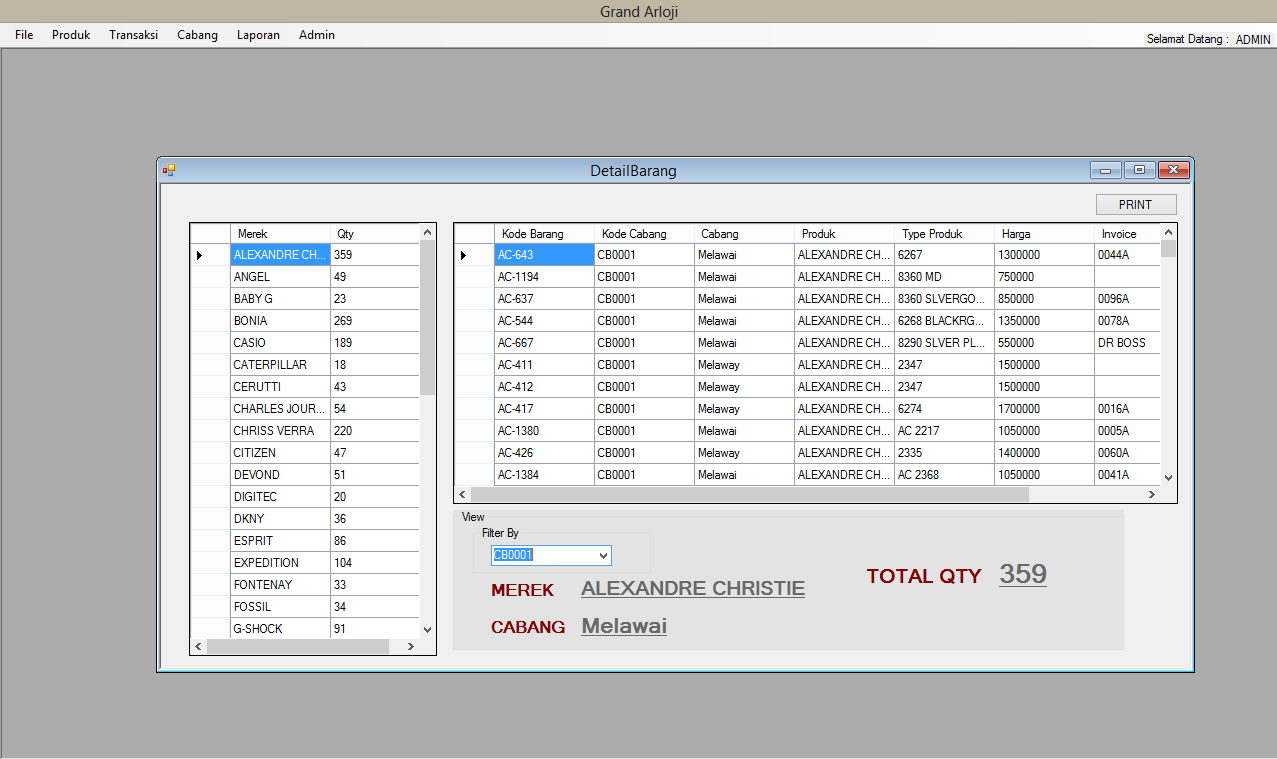 Grand Arloji
File Produk Transaksi Cabang Laporan Admin
Selamat Datang : ADMIN
DetailBarang
PRINT
Merek Qty
ALEXANDRE CH... 359
ANGEL 49
BABY G 23
BONIA 269
CASIO 189
CATERPILLAR 18
CERUTTI 43
CHARLES JOUR... 54
CHRISS VERRA 220
CITIZEN 47
DEVOND 51
DIGITEC 20
DKNY 36
ESPRIT 86
EXPEDITION 104
FONTENAY 33
FOSSIL 34
G-SHOCK 91
Kode Barang Kode Cabang Cabang Produk Type Produk Harga Invoice
AC-643 CB0001 Melawai ALEXANDRE CH... 6267 1300000 0044A
AC-1194 CB0001 Melawai ALEXANDRE CH... 8360 MD 750000
AC-637 CB0001 Melawai ALEXANDRE CH... 8360 SLVERGO... 850000 0096A
AC-544 CB0001 Melawai ALEXANDRE CH... 6268 BLACKRG... 1350000 0078A
AC-667 CB0001 Melawai ALEXANDRE CH... 8290 SLVER PL... 550000 DR BOSS
AC-411 CB0001 Melaway ALEXANDRE CH... 2347 1500000
AC-412 CB0001 Melaway ALEXANDRE CH... 2347 1500000
AC-417 CB0001 Melaway ALEXANDRE CH... 6274 1700000 0016A
AC-1380 CB0001 Melawai ALEXANDRE CH... AC 2217 1050000 0005A
AC-426 CB0001 Melaway ALEXANDRE CH... 2335 1400000 0060A
AC-1384 CB0001 Melawai ALEXANDRE CH... AC 2368 1050000 0041A
View
Filter By
CB0001
MEREK ALEXANDRE CHRISTIE
CABANG Melawai
TOTAL QTY 359